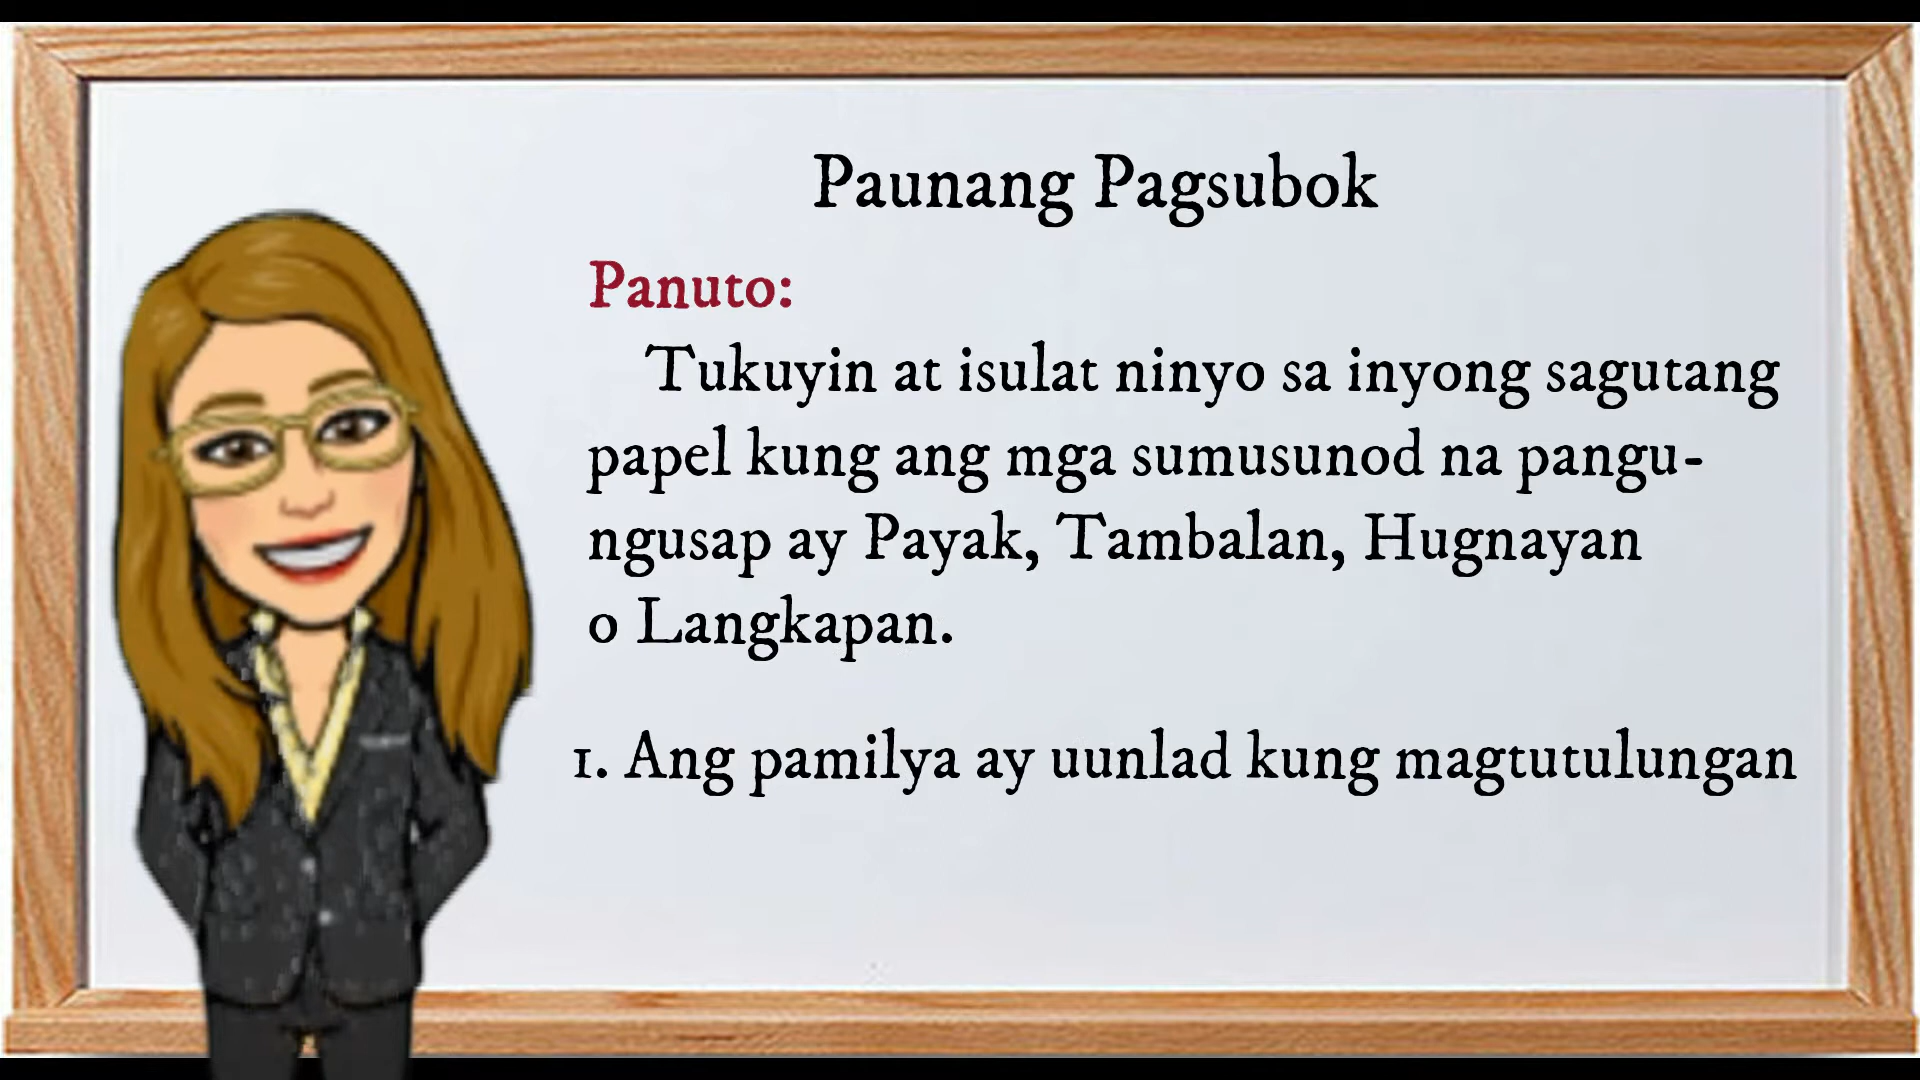 Paunang Pagsubok
Panuto:
Tukuyin at isulat ninyo sa inyong sagutang
papel kung ang mga sumusunod na pangu-
ngusap ay Payak, Tambalan, Hugnayan
o Langkapan.
1. Ang pamilya ay uunlad kung magtutulungan